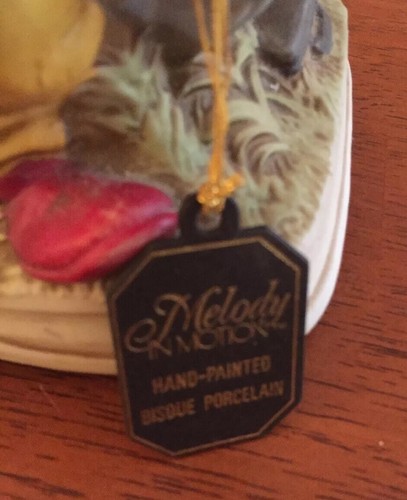 Melody
IN MOTION
HAND-PAINTED
BISQUE PORCELAIN